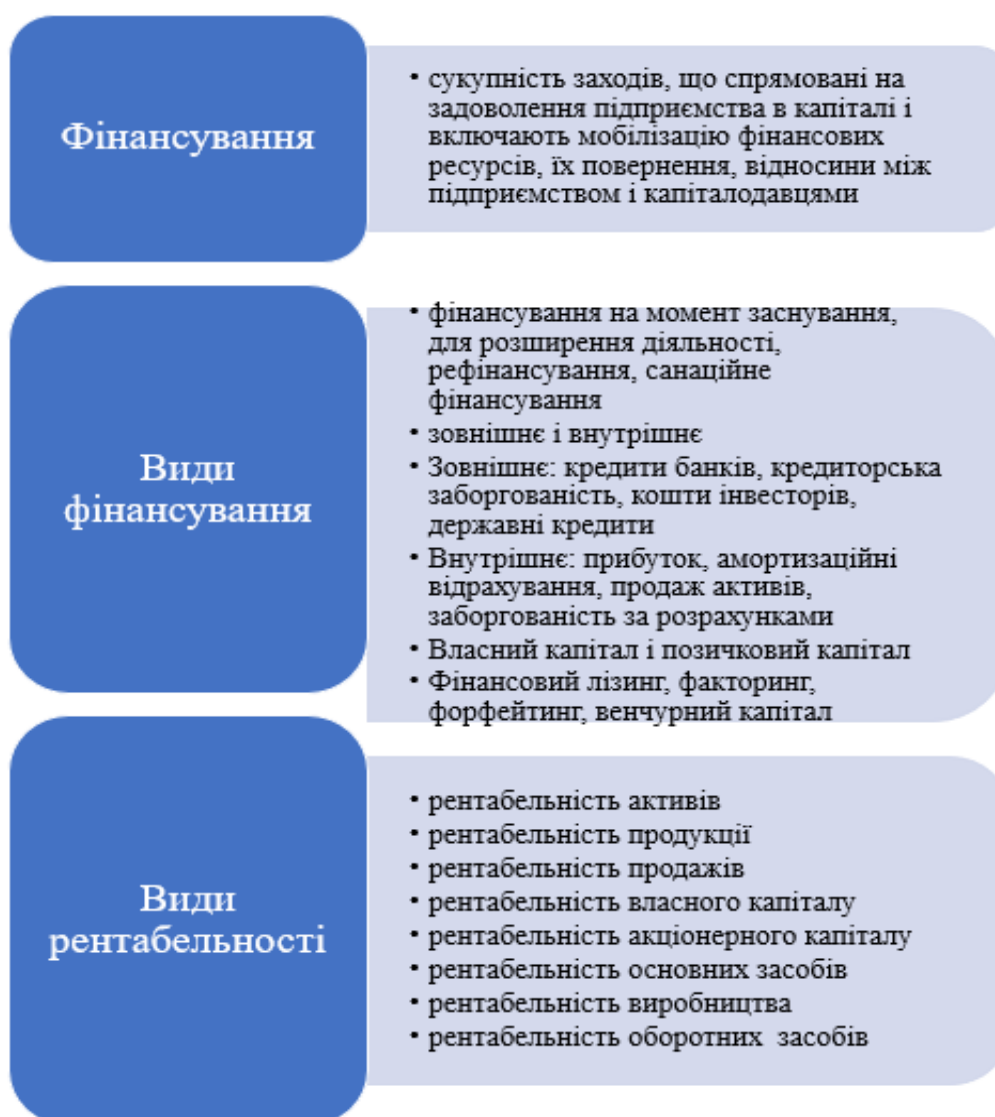 Фінансування
• сукупність заходів, що спрямовані на
задоволення підприємства в капіталі і
включають мобілізацію фінансових
ресурсів, їх повернення, відносини між
підприємством і капіталодавцями
Види
фінансування
• фінансування на момент заснування,
для розширення діяльності,
рефінансування, санаційне
фінансування
• зовнішнє і внутрішнє
• Зовнішнє: кредити банків, кредиторська
заборгованість, кошти інвесторів,
державні кредити
• Внутрішнє: прибуток, амортизаційні
відрахування, продаж активів,
заборгованість за розрахунками
• Власний капітал і позичковий капітал
• Фінансовий лізинг, факторинг,
форфейтинг, венчурний капітал
Види
рентабельності
• рентабельність активів
• рентабельність продукції
• рентабельність продажів
• рентабельність власного капіталу
• рентабельність акціонерного капіталу
• рентабельність основних засобів
• рентабельність виробництва
• рентабельність оборотних засобів